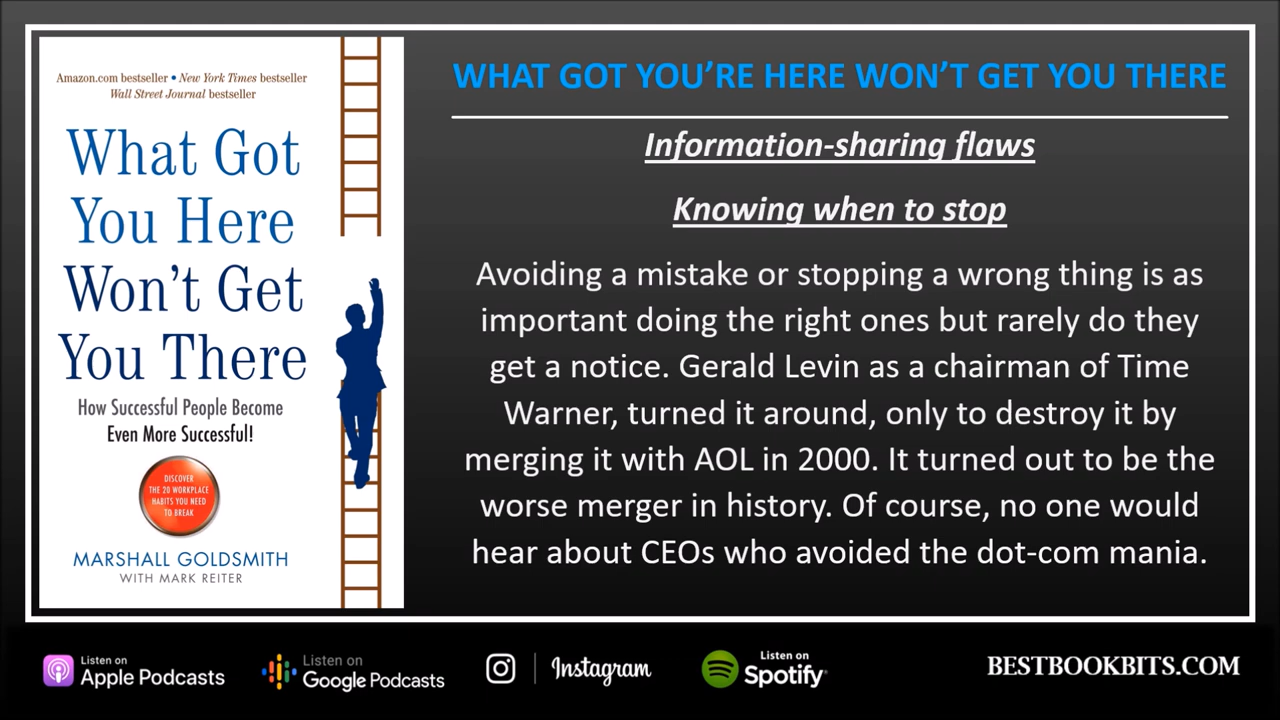 Amazon.com bestseller • New York Times bestseller
Wall Street Journal bestseller
What Got
You Here
Won't Get
You There
How Successful People Become
Even More Successful!
DISCOVER
THE 20 WORKPLACE
HABITS YOU NEED
TO BREAK
MARSHALL GOLDSMITH
WITH MARK REITER
WHAT GOT YOU'RE HERE WON'T GET YOU THERE
Information-sharing flaws
Knowing when to stop
Avoiding a mistake or stopping a wrong thing is as
important doing the right ones but rarely do they
get a notice. Gerald Levin as a chairman of Time
Warner, turned it around, only to destroy it by
merging it with AOL in 2000. It turned out to be the
worse merger in history. Of course, no one would
hear about CEOs who avoided the dot-com mania.
Listen on
Apple Podcasts
Listen on
Google Podcasts
Instagram
Listen on
Spotify
BESTBOOKBITS.COM